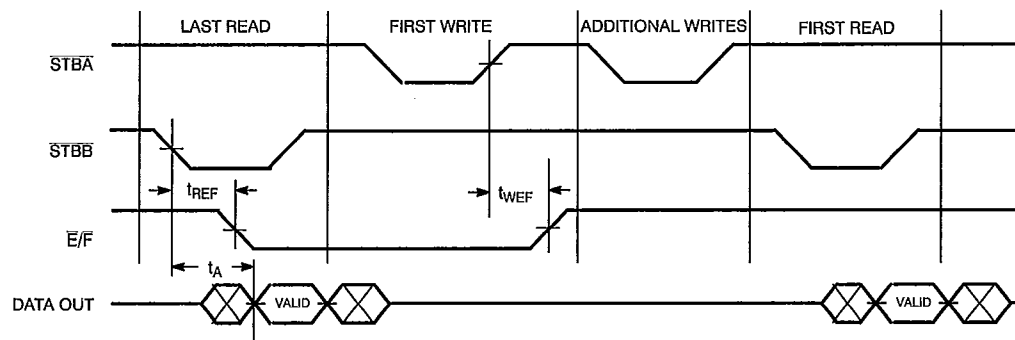 LAST READ FIRST WRITE ADDITIONAL WRITES FIRST READ
STBA
STBB
tREF tWEF
E/F
tA
DATA OUT VALID VALID